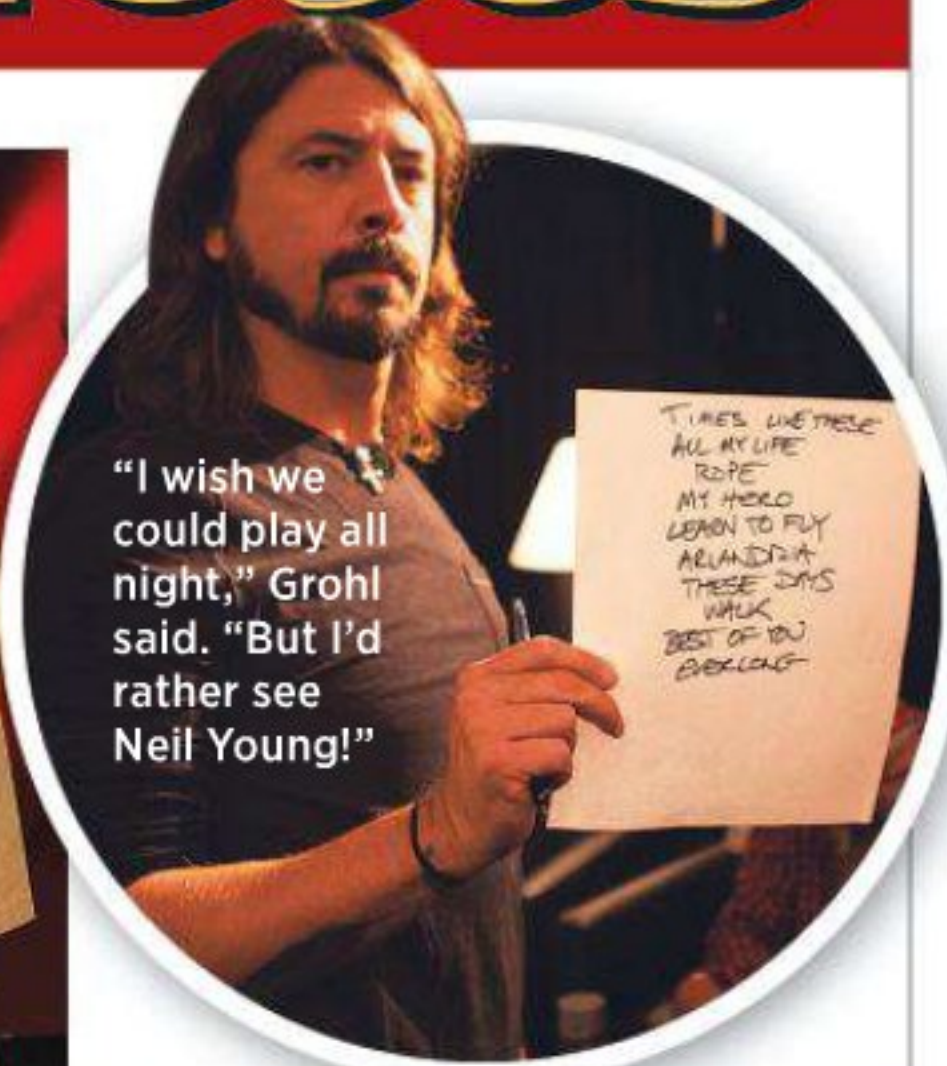 “I wish we
could play all
night,” Grohl
said. “But I’d
rather see
Neil Young!”
TIMES LIKE THESE
ALL MY LIFE
ROPE
MY HERO
LEARN TO FLY
ARLANDRIA
THESE DAYS
WALK
BEST OF YOU
EVERLONG